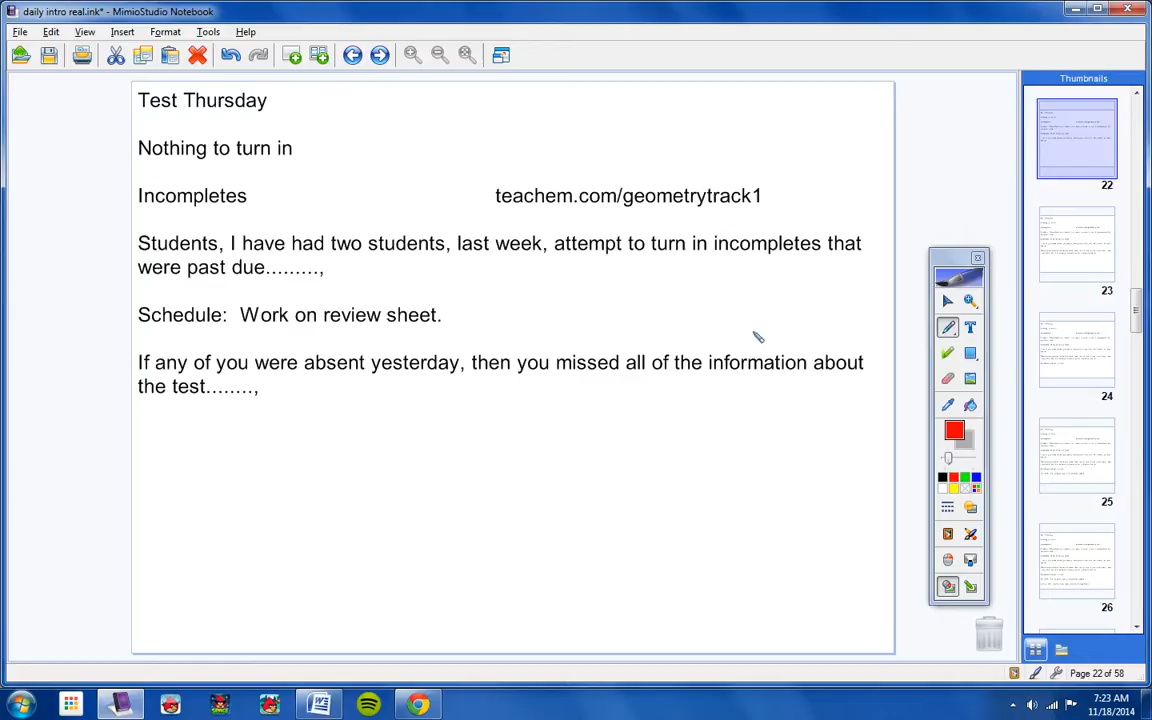 daily intro real.ink* - MimioStudio Notebook
File Edit View Insert Format Tools Help
Thumbnails
Test Thursday
Nothing to turn in
Incompletes teachem.com/geometrytrack1
Students, I have had two students, last week, attempt to turn in incompletes that
were past due.........,
Schedule:  Work on review sheet.
If any of you were absent yesterday, then you missed all of the information about
the test........,
22
23
24
25
26
T
Page 22 of 58
W
7:23 AM
11/18/2014